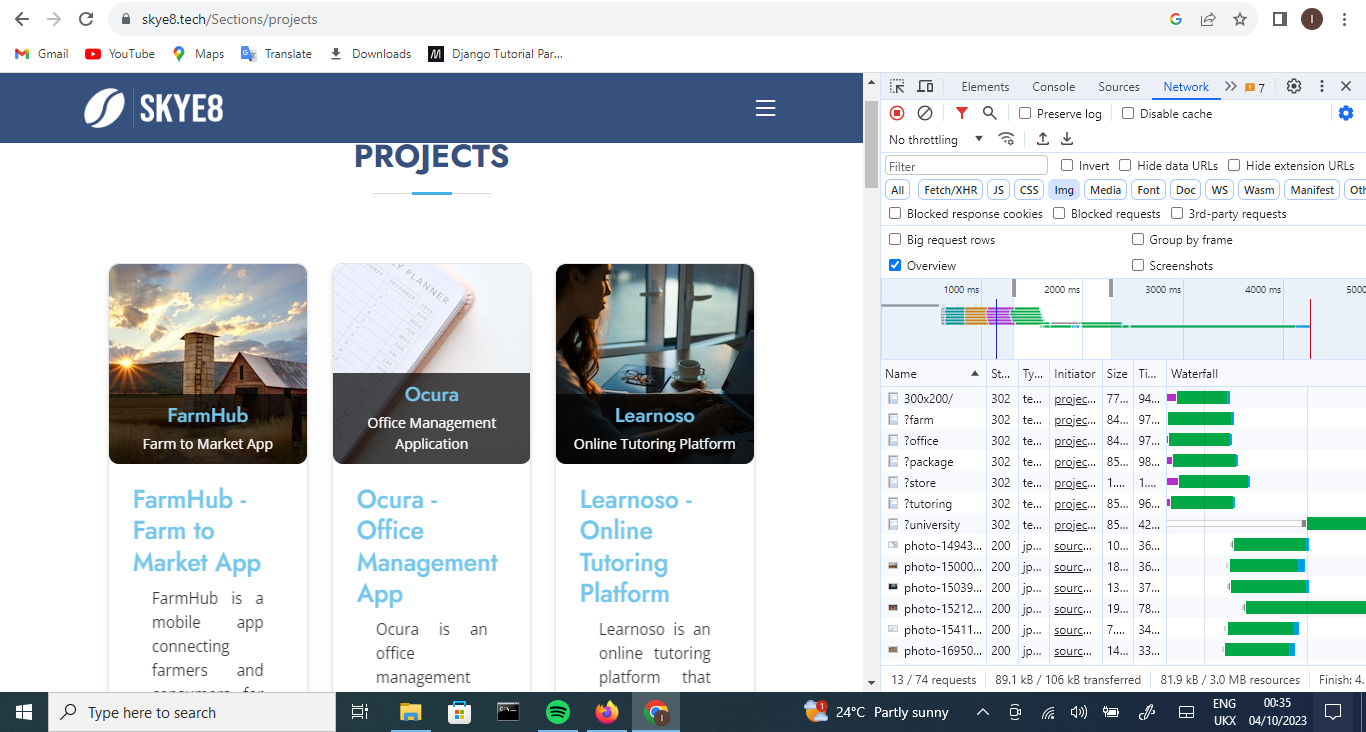 skye8.tech/Sections/projects
I
Gmail
YouTube
Maps
Translate
Downloads
Django Tutorial Par...
SKYE8
PROJECTS
FarmHub
Farm to Market App
Ocura
Office Management
Application
Learnoso
Online Tutoring Platform
FarmHub -
Farm to
Market App
FarmHub is a
mobile app
connecting
farmers and
consumers for
Ocura -
Office
Management
App
Ocura is an
office
management
Learnoso -
Online
Tutoring
Platform
Learnoso is an
online tutoring
platform that
Elements Console Sources Network 7
Preserve log Disable cache
No throttling
Filter Invert Hide data URLs Hide extension URLs
All Fetch/XHR JS CSS Img Media Font Doc WS Wasm Manifest Oth
Blocked response cookies Blocked requests 3rd-party requests
Big request rows Group by frame
Overview Screenshots
1000 ms 2000 ms 3000 ms 4000 ms 5000
Name St... Ty... Initiator Size Ti... Waterfall
300x200/ 302 te... projec... 77... 94...
?farm 302 te... projec... 84... 97...
?office 302 te... projec... 84... 97...
?package 302 te... projec... 85... 98...
?store 302 te... projec... 1.... 1....
?tutoring 302 te... projec... 85... 96...
?university 302 te... projec... 85... 42...
photo-14943... 200 jp... sourc... 10... 36...
photo-15000... 200 jp... sourc... 18... 36...
photo-15039... 200 jp... sourc... 13... 37...
photo-15212... 200 jp... sourc... 19... 78...
photo-15411... 200 jp... sourc... 7.... 34...
photo-16950... 200 jp... sourc... 14... 33...
13 / 74 requests 89.1 kB / 106 kB transferred 81.9 kB / 3.0 MB resources Finish: 4.
Type here to search
1
24°C Partly sunny
ENG
UKX
00:35
04/10/2023